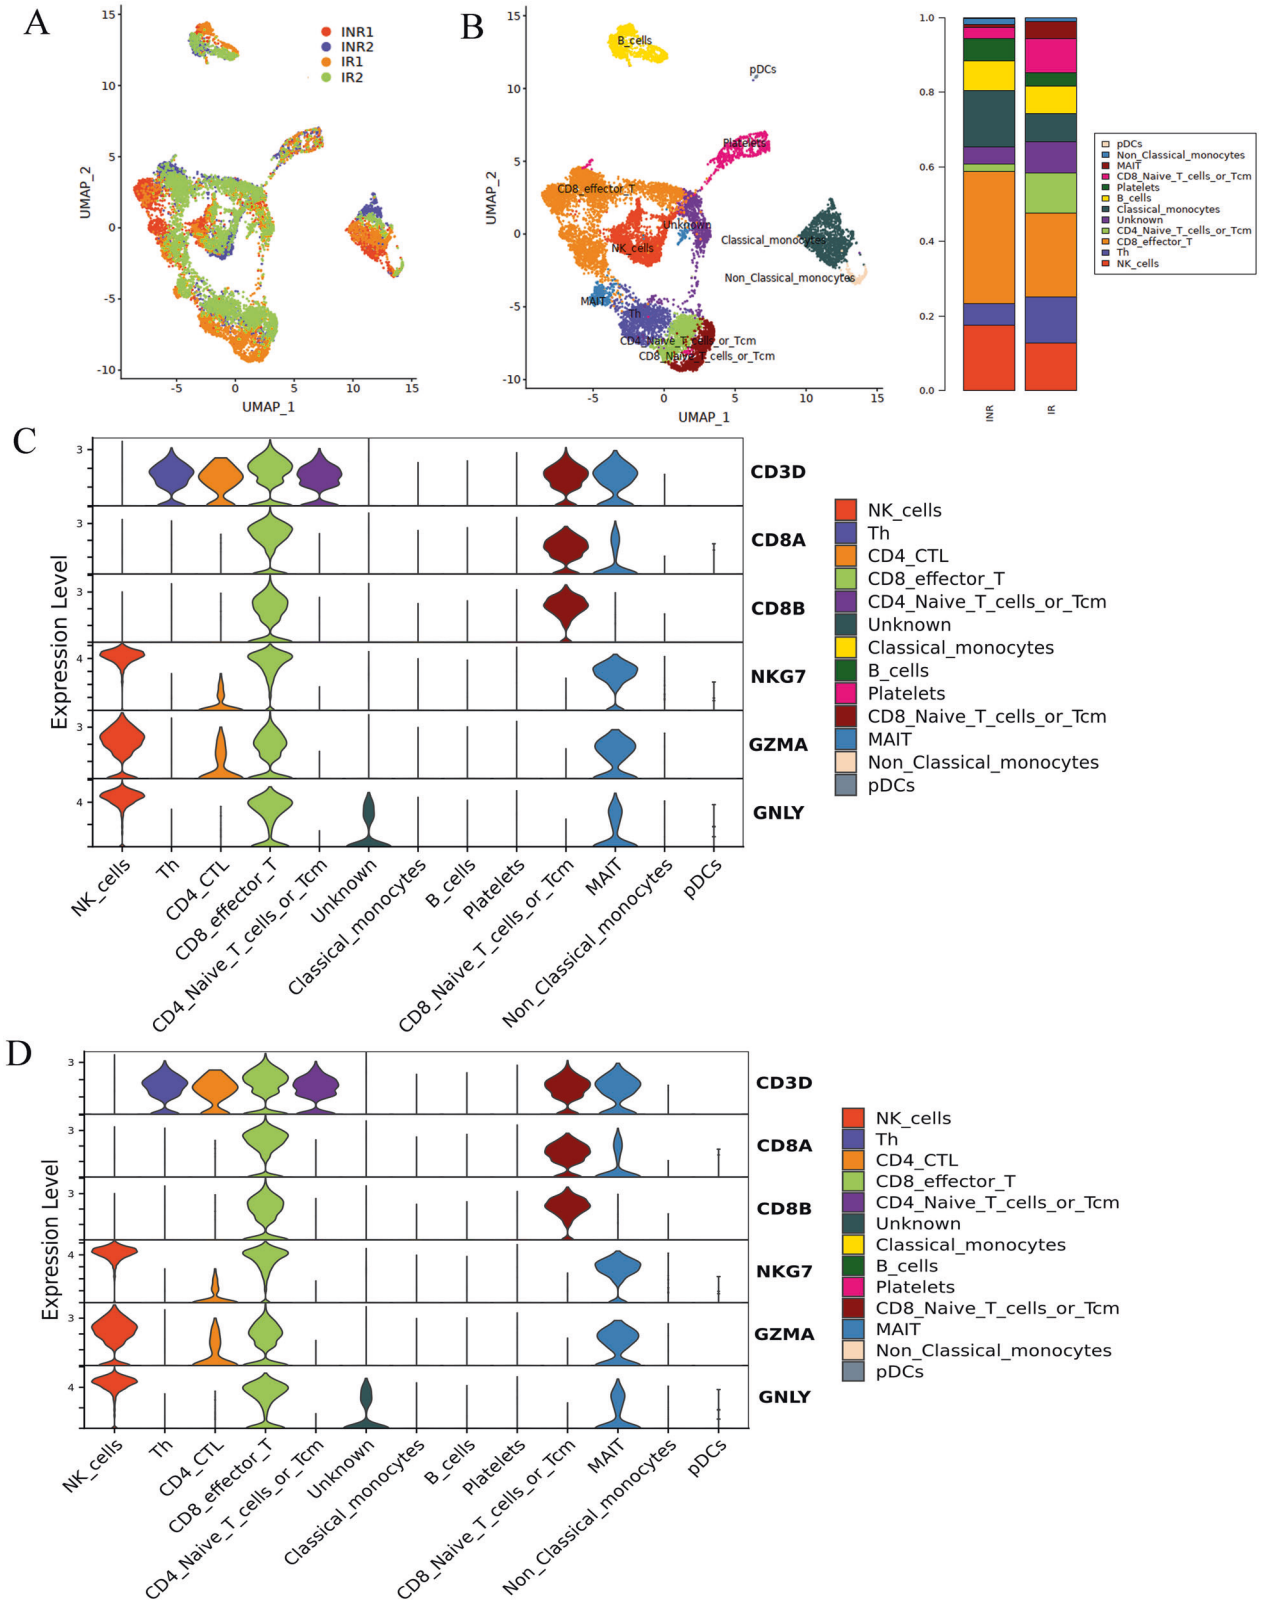 A
15
10
5
0
-5
-10
-5
0
5
10
15
UMAP_2
UMAP_1
INR1
INR2
IR1
IR2
B
15
10
5
0
-5
-10
-5
0
5
10
15
UMAP_2
UMAP_1
B_cells
pDCs
Platelets
CD8_effector_T
Unknown
NK_cells
Classical_monocytes
Non_Classical_monocytes
MAIT
Th
CD4_Naive_T_cells_or_Tcm
CD8_Naive_T_cells_or_Tcm
1.0
0.8
0.6
0.4
0.2
0.0
INR
IR
pDCs
Non_Classical_monocytes
MAIT
CD8_Naive_T_cells_or_Tcm
Platelets
B_cells
Classical_monocytes
Unknown
CD4_Naive_T_cells_or_Tcm
CD8_effector_T
Th
NK_cells
C
Expression Level
3
CD3D
3
CD8A
3
CD8B
4
NKG7
3
GZMA
4
GNLY
NK_cells
Th
CD4_CTL
CD8_effector_T
CD4_Naive_T_cells_or_Tcm
Unknown
Classical_monocytes
B_cells
Platelets
CD8_Naive_T_cells_or_Tcm
MAIT
Non_Classical_monocytes
pDCs
NK_cells
Th
CD4_CTL
CD8_effector_T
CD4_Naive_T_cells_or_Tcm
Unknown
Classical_monocytes
B_cells
Platelets
CD8_Naive_T_cells_or_Tcm
MAIT
Non_Classical_monocytes
pDCs
D
Expression Level
3
CD3D
3
CD8A
3
CD8B
4
NKG7
3
GZMA
4
GNLY
NK_cells
Th
CD4_CTL
CD8_effector_T
CD4_Naive_T_cells_or_Tcm
Unknown
Classical_monocytes
B_cells
Platelets
CD8_Naive_T_cells_or_Tcm
MAIT
Non_Classical_monocytes
pDCs
NK_cells
Th
CD4_CTL
CD8_effector_T
CD4_Naive_T_cells_or_Tcm
Unknown
Classical_monocytes
B_cells
Platelets
CD8_Naive_T_cells_or_Tcm
MAIT
Non_Classical_monocytes
pDCs